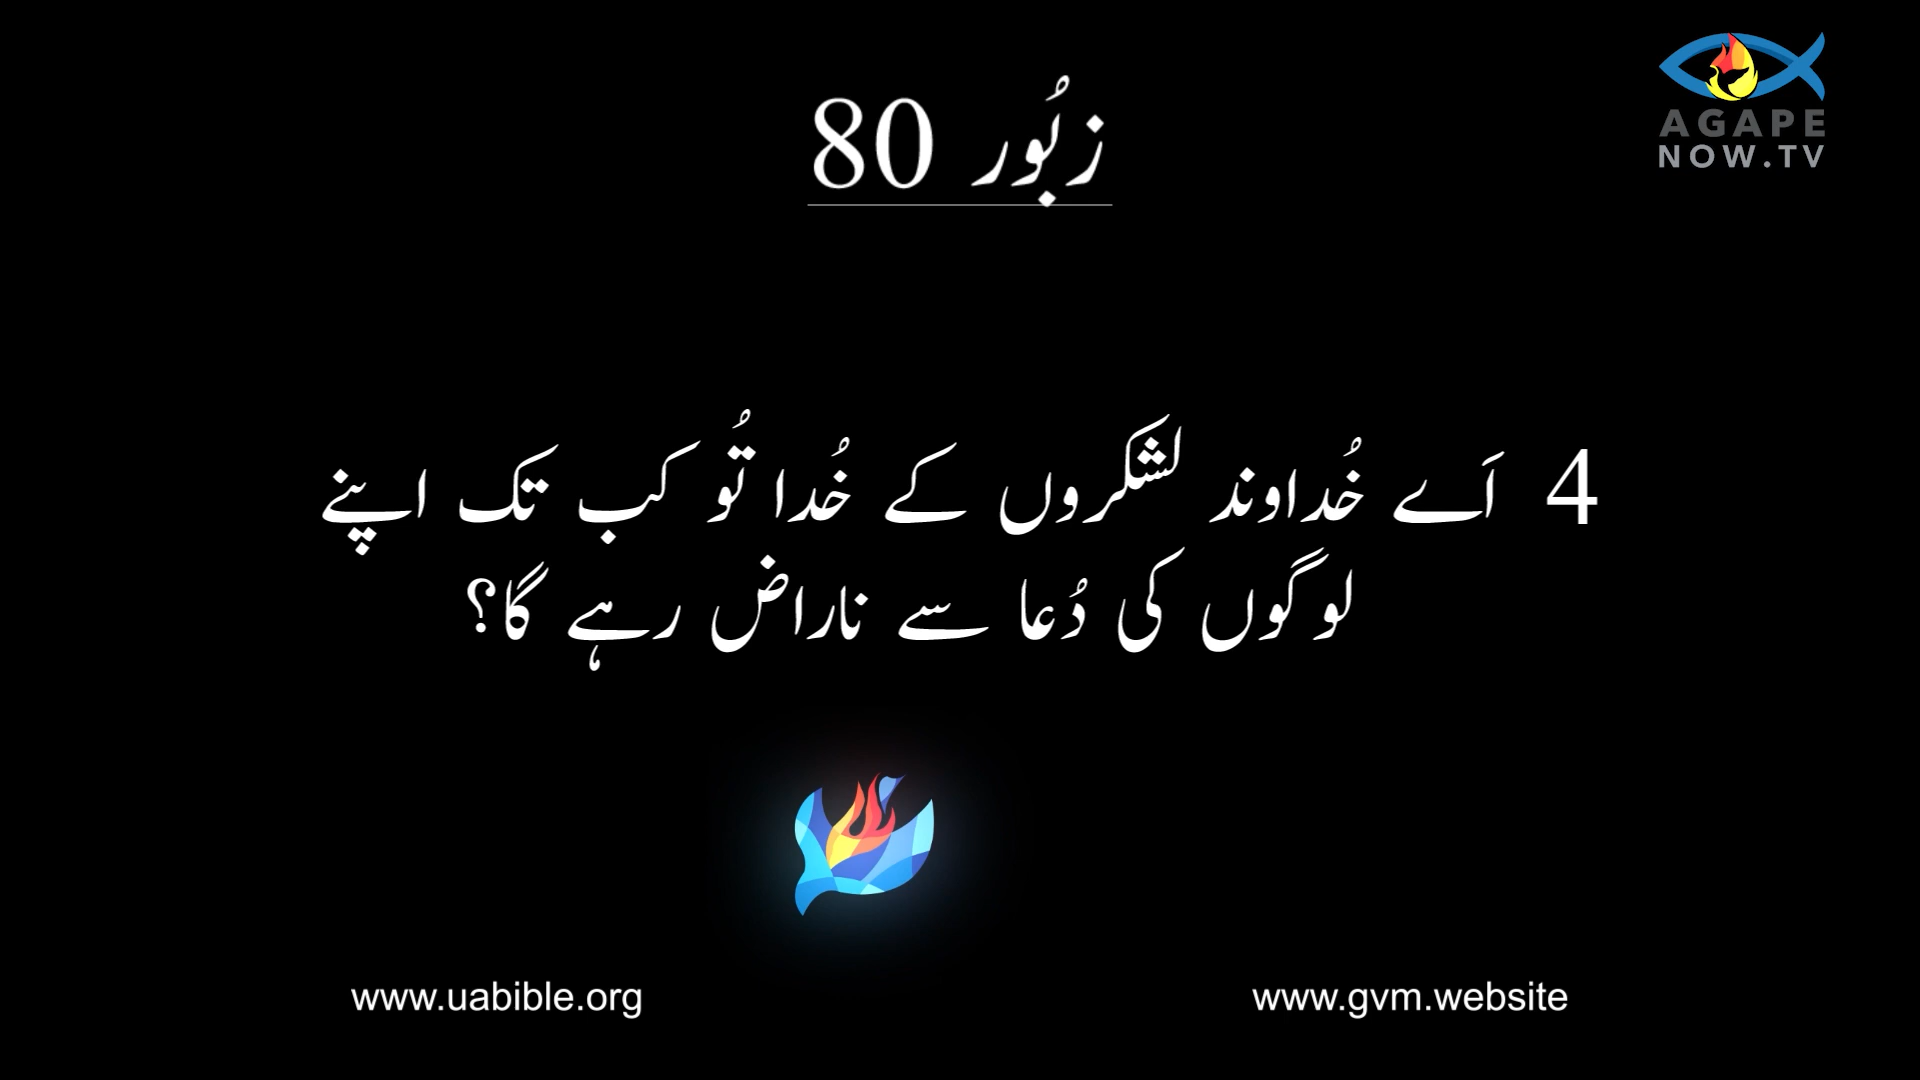 زبُور 80
AGAPE
NOW.TV
4 اَے خُداوند لشکروں کے خُدا تُو کب تک اپنے
لوگوں کی دُعا سے ناراض رہے گا؟
www.uabible.org
www.gvm.website